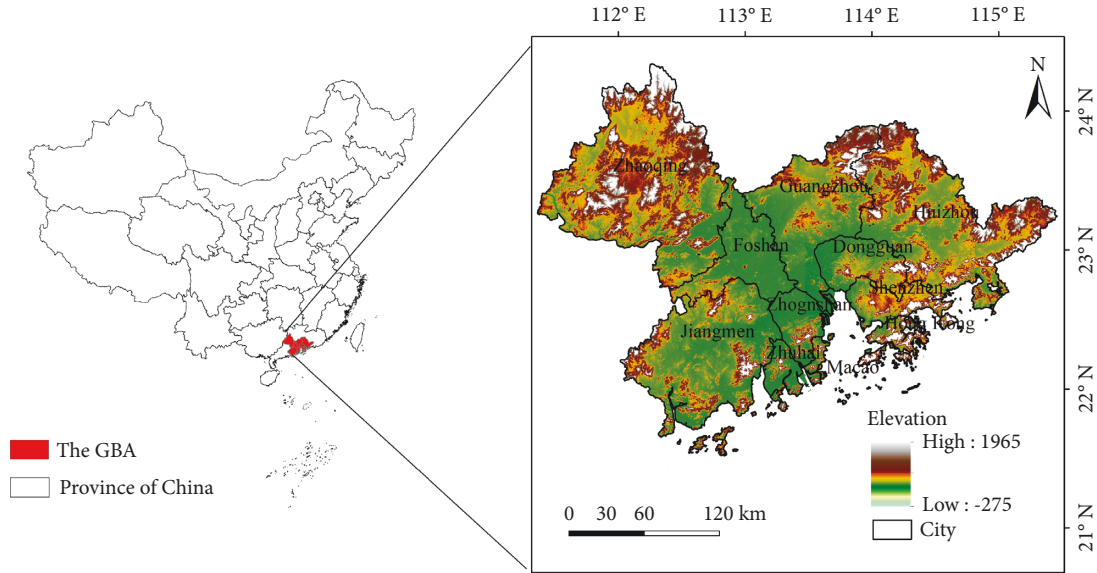 112° E
113° E
114° E
115° E
N
24° N
23° N
22° N
21° N
Zhaoqing
Guangzhou
Huizhou
Foshan
Dongguan
Shenzhen
Zhognshan
Hong Kong
Jiangmen
Zhuhai
Macao
The GBA
Province of China
Elevation
High : 1965
Low : -275
City
0 30 60 120 km